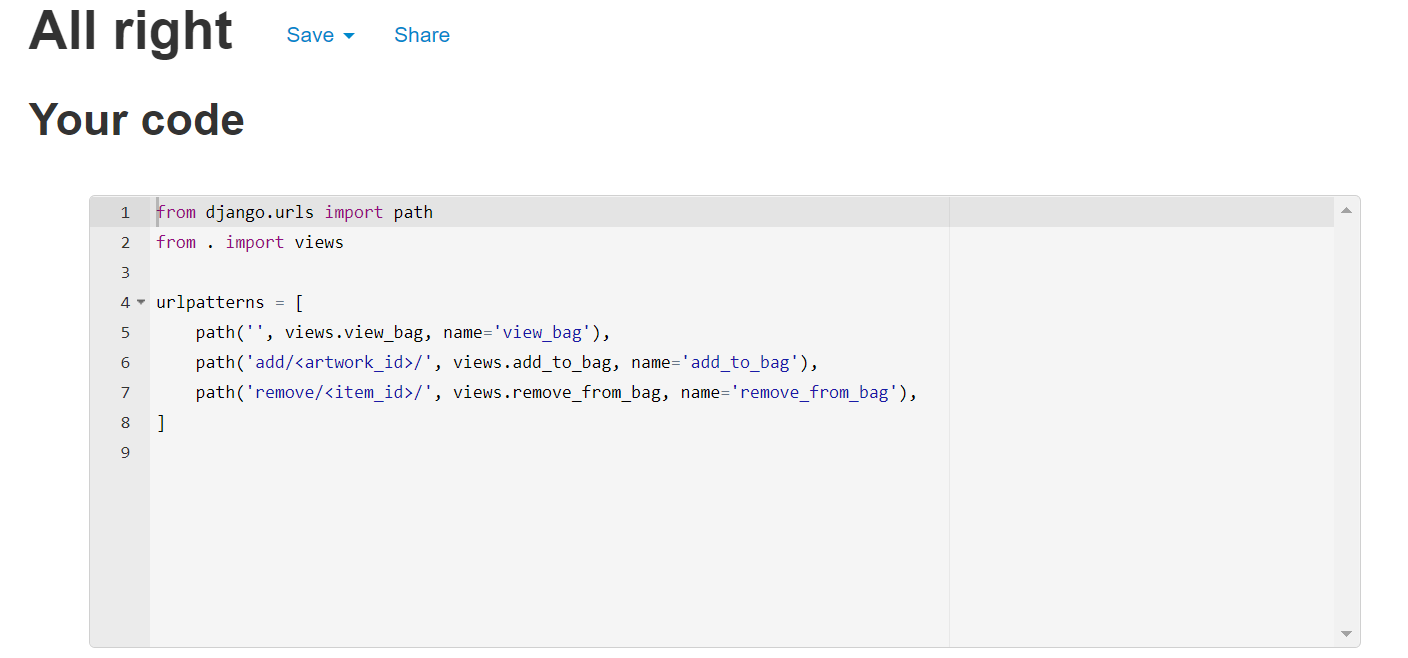 All right Save Share
Your code
1 from django.urls import path
2 from . import views
3
4 urlpatterns = [
5     path('', views.view_bag, name='view_bag'),
6     path('add/<artwork_id>/', views.add_to_bag, name='add_to_bag'),
7     path('remove/<item_id>/', views.remove_from_bag, name='remove_from_bag'),
8 ]
9